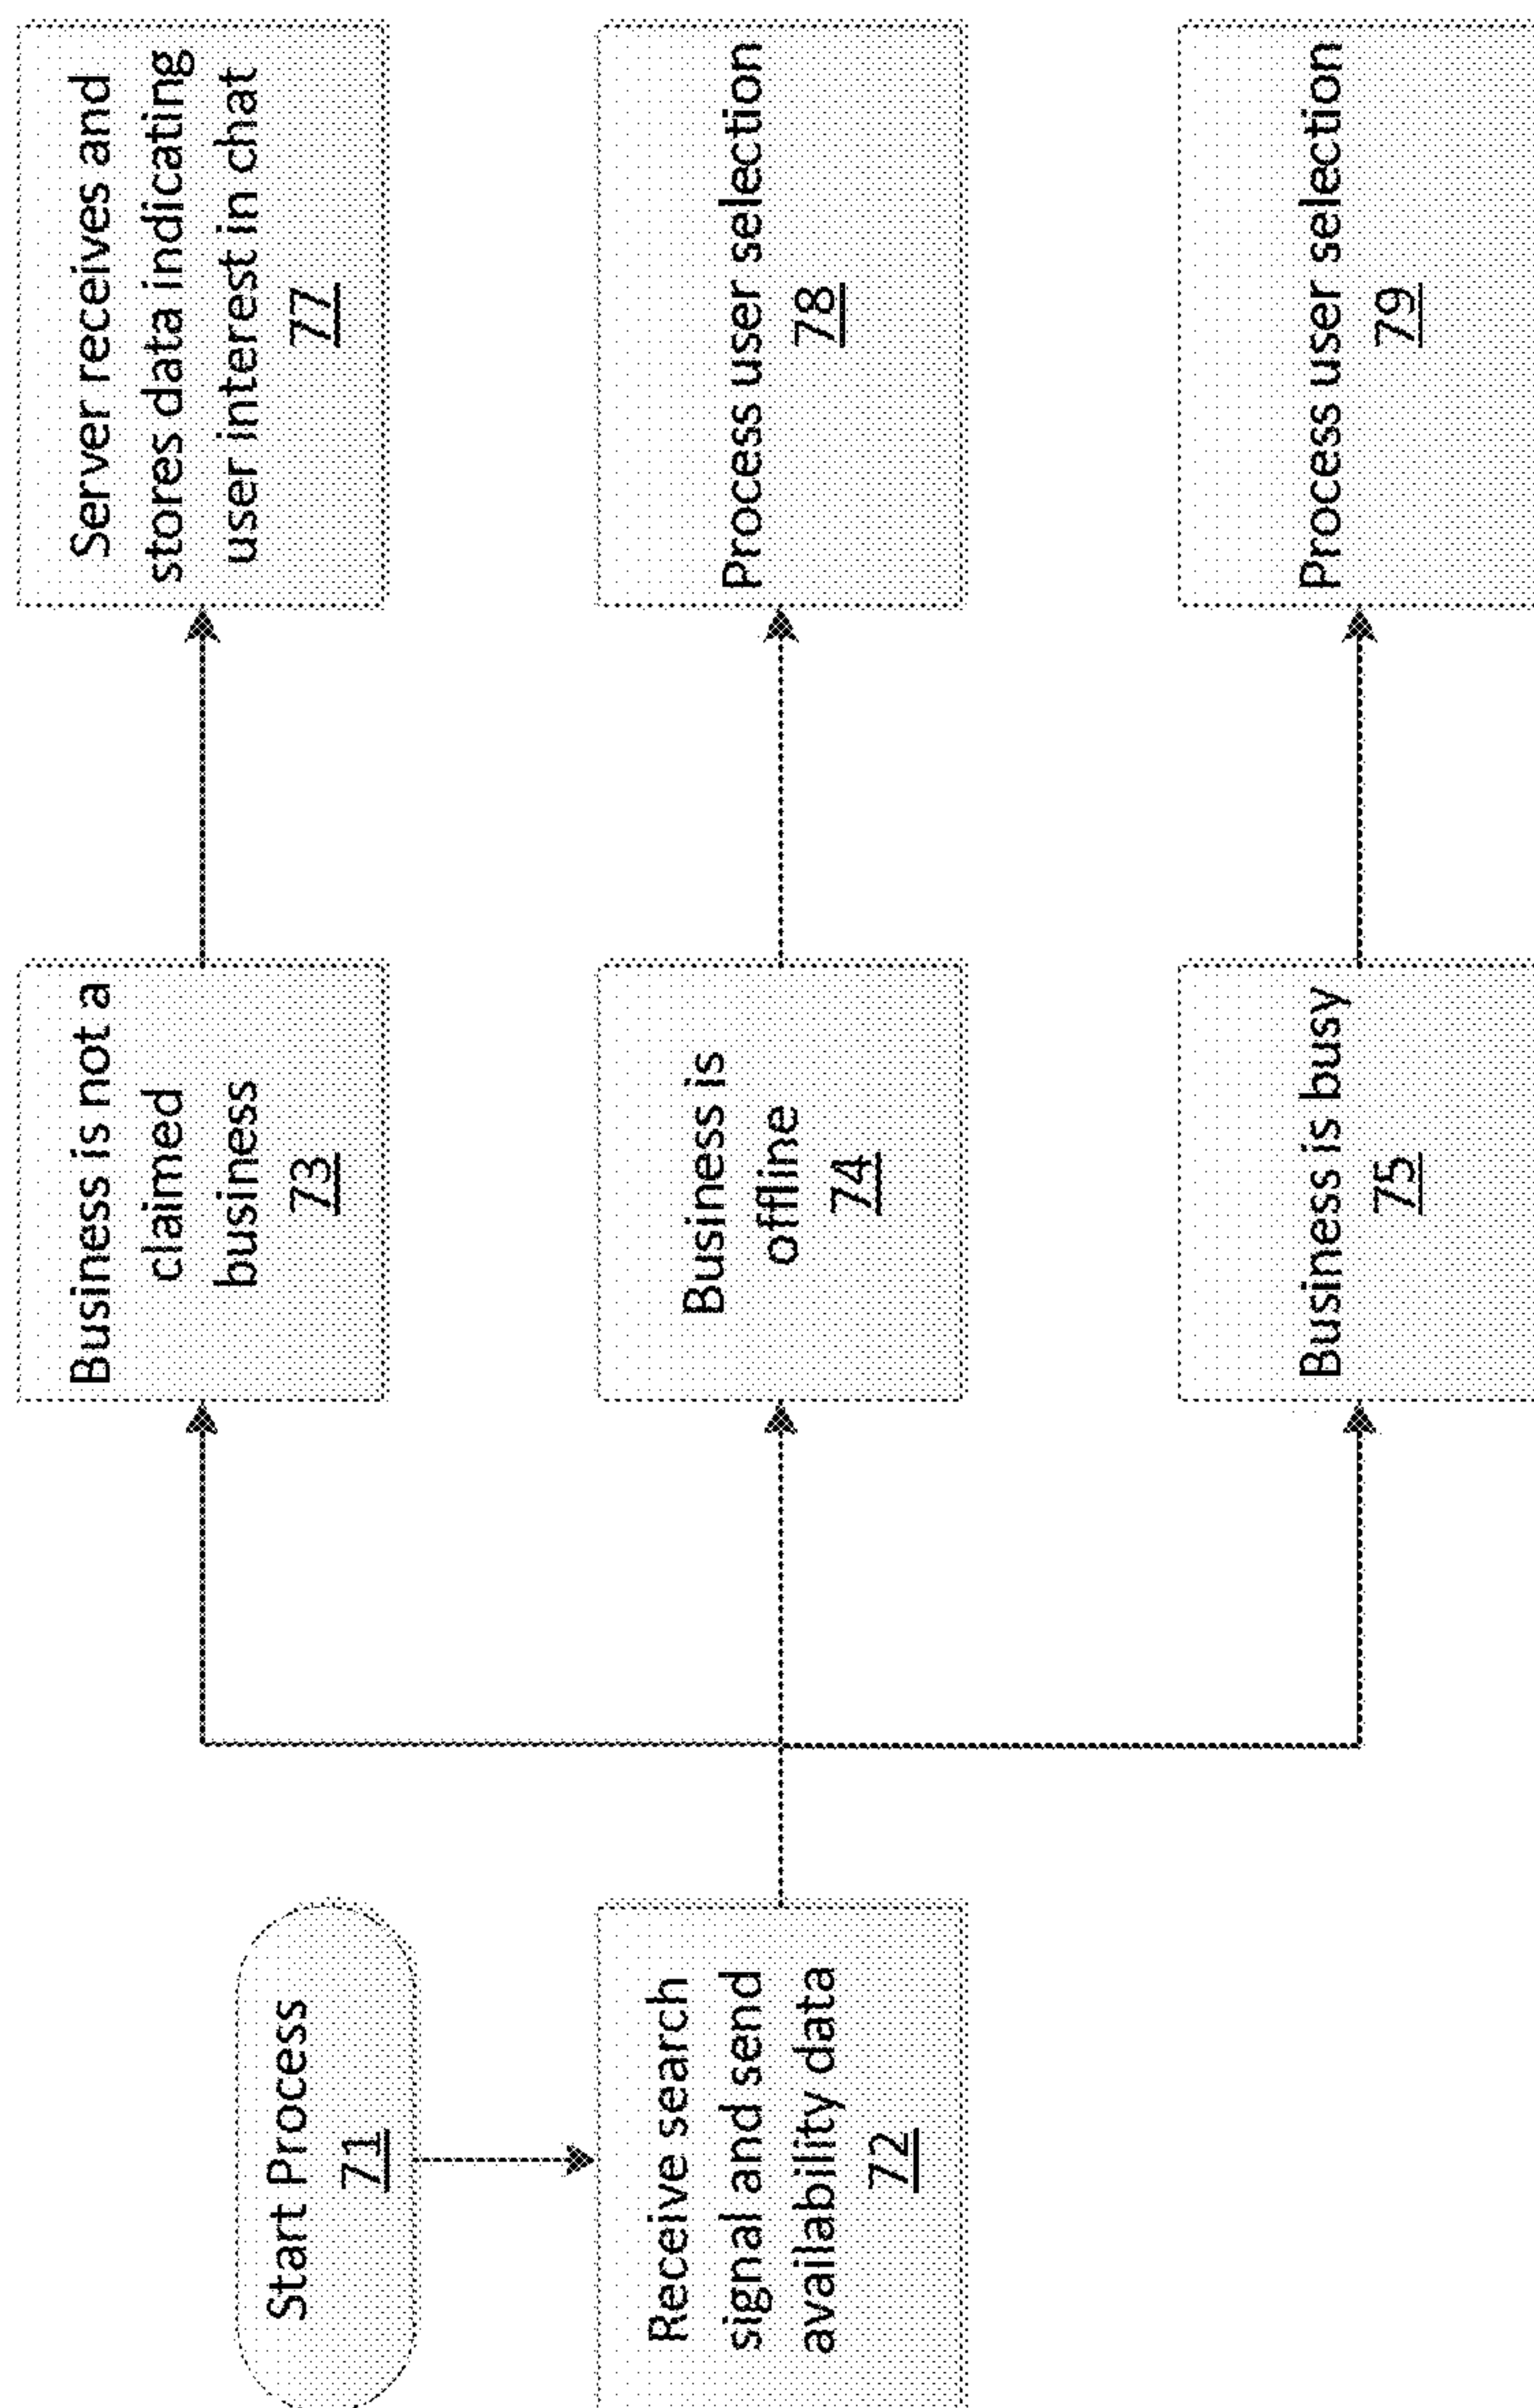 Start Process
71
Receive search
signal and send
availability data
72
Business is not a
claimed
business
73
Business is
offline
74
Business is busy
75
Server receives and
stores data indicating
user interest in chat
77
Process user selection
78
Process user selection
79